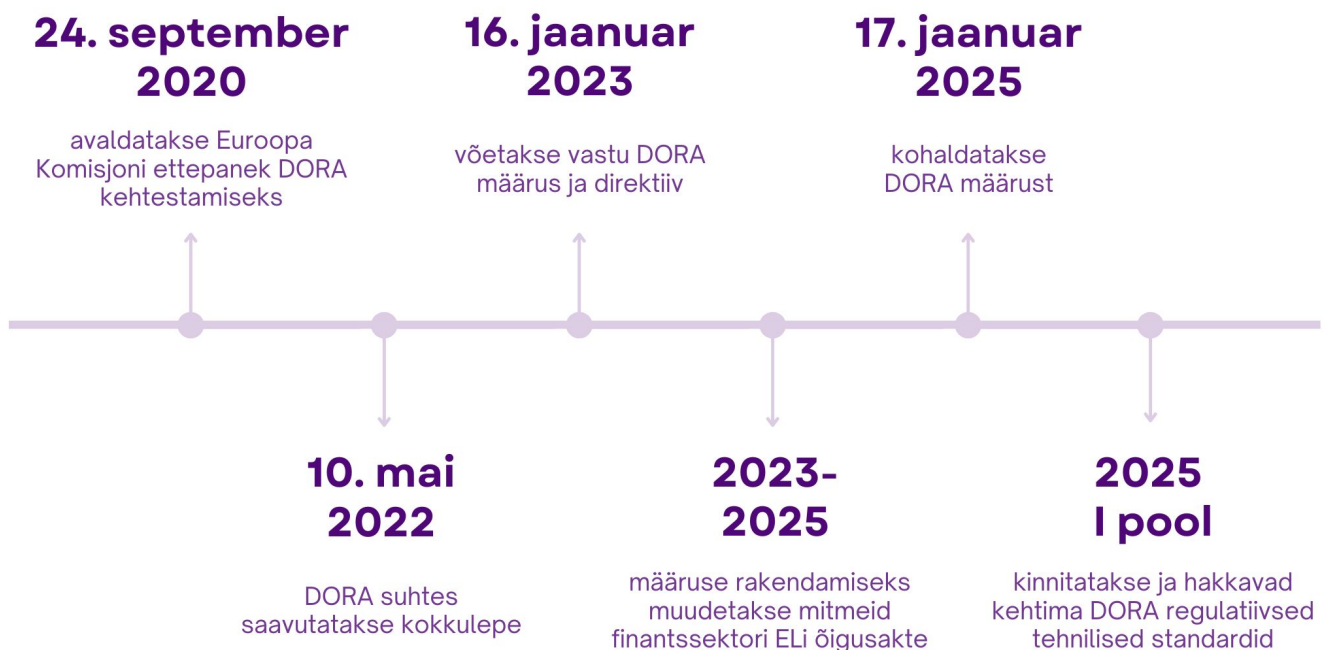 24. september
2020
avaldatakse Euroopa
Komisjoni ettepanek DORA
kehtestamiseks
10. mai
2022
DORA suhtes
saavutatakse kokkulepe
16. jaanuar
2023
võetakse vastu DORA
määrus ja direktiiv
2023-
2025
määruse rakendamiseks
muudetakse mitmeid
finantssektori ELi õigusakte
17. jaanuar
2025
kohaldatakse
DORA määrust
2025
I pool
kinnitatakse ja hakkavad
kehtima DORA regulatiivsed
tehnilised standardid